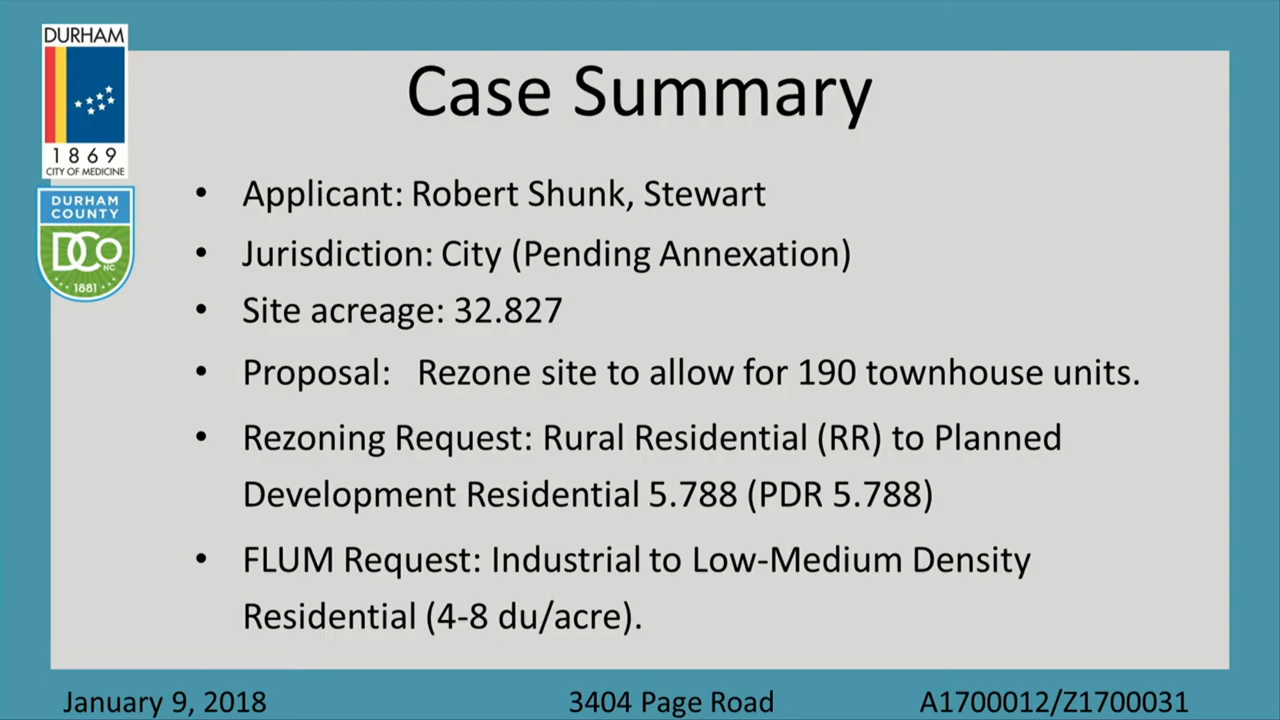 DURHAM
1869
CITY OF MEDICINE
DURHAM
COUNTY
DCo
NC
1881
Case Summary
• Applicant: Robert Shunk, Stewart
• Jurisdiction: City (Pending Annexation)
• Site acreage: 32.827
• Proposal: Rezone site to allow for 190 townhouse units.
• Rezoning Request: Rural Residential (RR) to Planned
Development Residential 5.788 (PDR 5.788)
• FLUM Request: Industrial to Low-Medium Density
Residential (4-8 du/acre).
January 9, 2018
3404 Page Road
A1700012/Z1700031